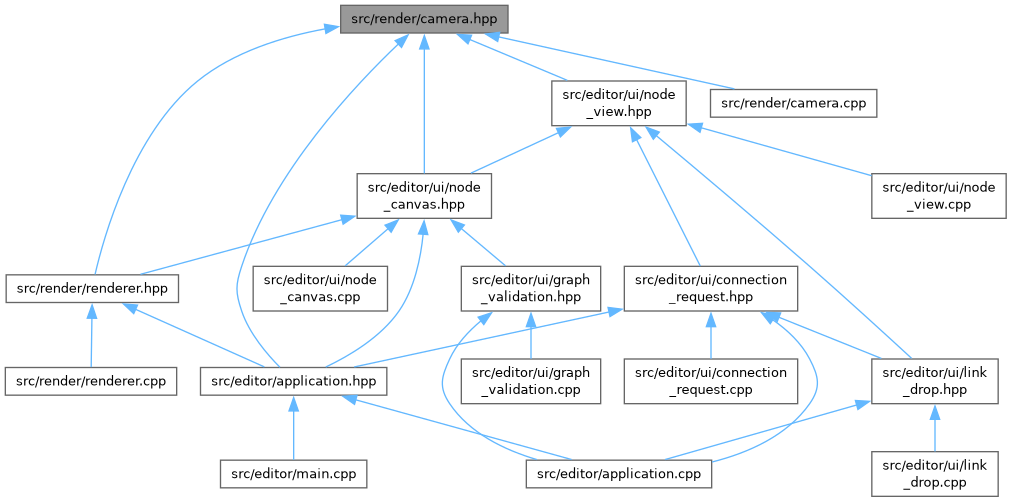 src/render/camera.hpp
src/editor/ui/node
_view.hpp
src/render/camera.cpp
src/editor/ui/node
_canvas.hpp
src/editor/ui/node
_view.cpp
src/render/renderer.hpp
src/editor/ui/node
_canvas.cpp
src/editor/ui/graph
_validation.hpp
src/editor/ui/connection
_request.hpp
src/render/renderer.cpp
src/editor/application.hpp
src/editor/ui/graph
_validation.cpp
src/editor/ui/connection
_request.cpp
src/editor/ui/link
_drop.hpp
src/editor/main.cpp
src/editor/application.cpp
src/editor/ui/link
_drop.cpp